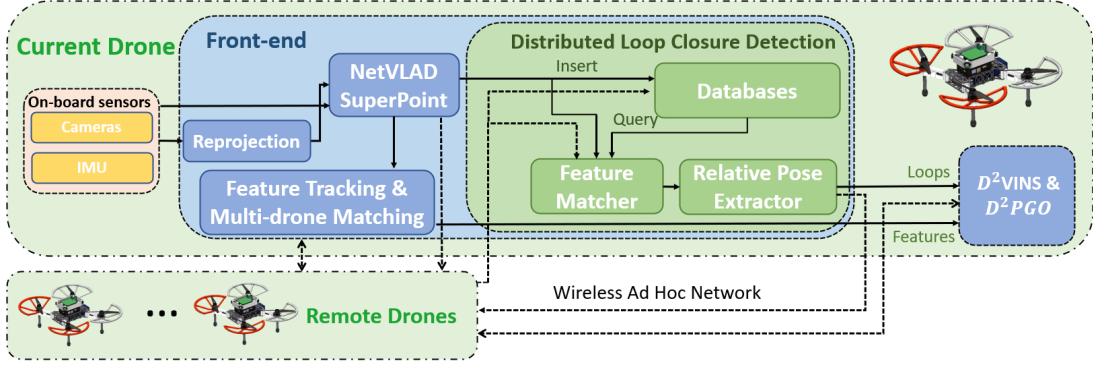 Current Drone
Front-end
Distributed Loop Closure Detection
On-board sensors
Cameras
IMU
Reprojection
NetVLAD
SuperPoint
Insert
Databases
Query
Feature Tracking &
Multi-drone Matching
Feature
Matcher
Relative Pose
Extractor
Loops
D²VINS &
D²PGO
Features
Wireless Ad Hoc Network
Remote Drones